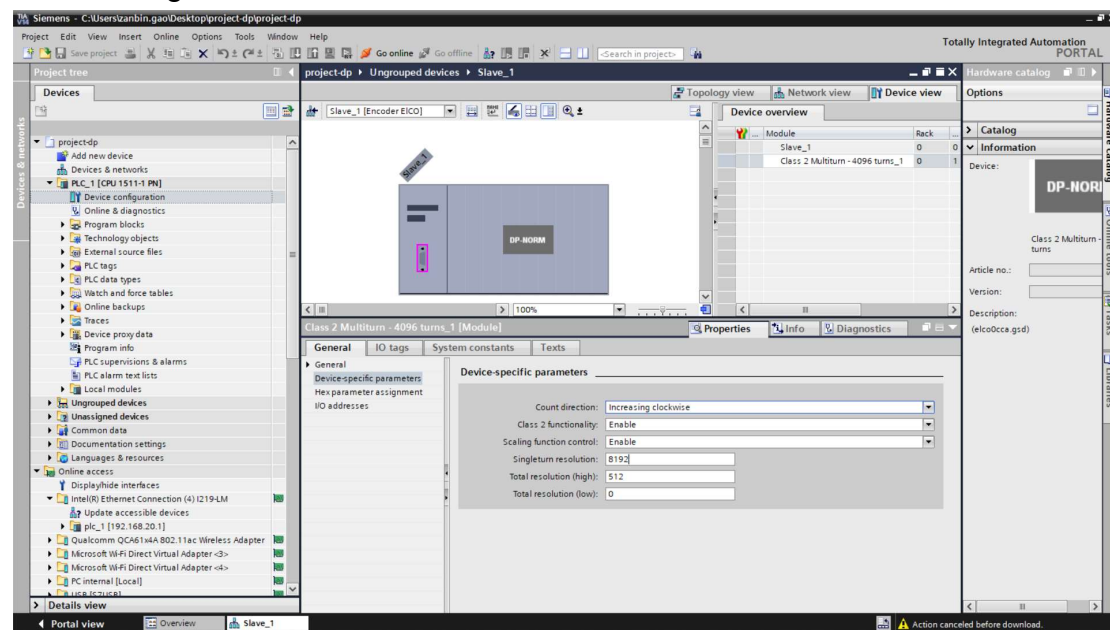 Siemens - C:\Users\zanbin.gao\Desktop\project-dp\project-dp
Project Edit View Insert Online Options Tools Window Help
Save project Go online Go offline <Search in project>
Totally Integrated Automation
PORTAL
Project tree
project-dp Ungrouped devices Slave_1
Hardware catalog
Devices
Topology view Network view Device view
Options
Slave_1 [Encoder ElCO]
Device overview
Module Rack
Slave_1 0 0
Class 2 Multiturn - 4096 turns_1 0 1
Catalog
Information
Device:
DP-NORM
Class 2 Multiturn -
turns
Article no.:
Version:
Description:
(elco0cca.gsd)
Devices & networks
project-dp
Add new device
Devices & networks
PLC_1 [CPU 1511-1 PN]
Device configuration
Online & diagnostics
Program blocks
Technology objects
External source files
PLC tags
PLC data types
Watch and force tables
Online backups
Traces
Device proxy data
Program info
PLC supervisions & alarms
PLC alarm text lists
Local modules
Ungrouped devices
Unassigned devices
Common data
Documentation settings
Languages & resources
Online access
Display/hide interfaces
Intel(R) Ethernet Connection (4) I219-LM
Update accessible devices
plc_1 [192.168.20.1]
Qualcomm QCA61x4A 802.11ac Wireless Adapter
Microsoft Wi-Fi Direct Virtual Adapter <3>
Microsoft Wi-Fi Direct Virtual Adapter <4>
PC internal [Local]
USB [S7USB]
Details view
Slave_1
DP-NORM
100%
Class 2 Multiturn - 4096 turns_1 [Module]
Properties Info Diagnostics
General IO tags System constants Texts
General
Device-specific parameters
Hex parameter assignment
I/O addresses
Device-specific parameters
Count direction: Increasing clockwise
Class 2 functionality: Enable
Scaling function control: Enable
Singleturn resolution: 8192
Total resolution (high): 512
Total resolution (low): 0
Portal view Overview Slave_1
Action canceled before download.